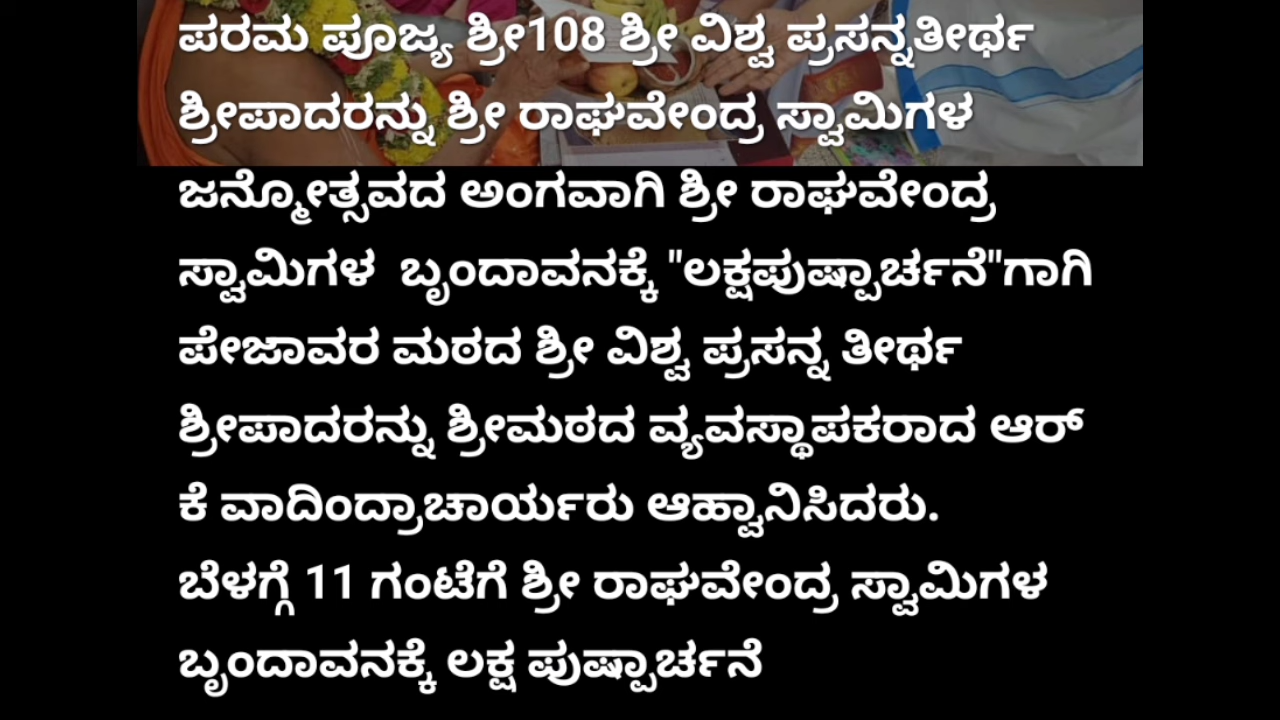 ಪರಮ ಪೂಜ್ಯ ಶ್ರೀ108 ಶ್ರೀ ವಿಶ್ವ ಪ್ರಸನ್ನತೀರ್ಥ
ಶ್ರೀಪಾದರನ್ನು ಶ್ರೀ ರಾಘವೇಂದ್ರ ಸ್ವಾಮಿಗಳ
ಜನ್ಮೋತ್ಸವದ ಅಂಗವಾಗಿ ಶ್ರೀ ರಾಘವೇಂದ್ರ
ಸ್ವಾಮಿಗಳ ಬೃಂದಾವನಕ್ಕೆ "ಲಕ್ಷಪುಷ್ಪಾರ್ಚನೆ"ಗಾಗಿ
ಪೇಜಾವರ ಮಠದ ಶ್ರೀ ವಿಶ್ವ ಪ್ರಸನ್ನ ತೀರ್ಥ
ಶ್ರೀಪಾದರನ್ನು ಶ್ರೀಮಠದ ವ್ಯವಸ್ಥಾಪಕರಾದ ಆರ್
ಕೆ ವಾದಿಂದ್ರಾಚಾರ್ಯರು ಆಹ್ವಾನಿಸಿದರು.
ಬೆಳಗ್ಗೆ 11 ಗಂಟೆಗೆ ಶ್ರೀ ರಾಘವೇಂದ್ರ ಸ್ವಾಮಿಗಳ
ಬೃಂದಾವನಕ್ಕೆ ಲಕ್ಷ ಪುಷ್ಪಾರ್ಚನೆ